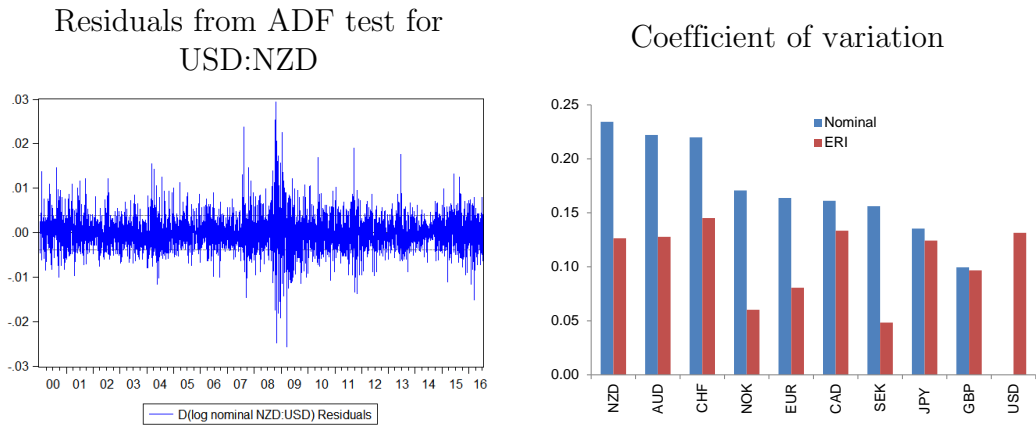 Residuals from ADF test for
USD:NZD
.03
.02
.01
.00
-.01
-.02
-.03
00 01 02 03 04 05 06 07 08 09 10 11 12 13 14 15 16
D(log nominal NZD:USD) Residuals
Coefficient of variation
0.25
0.20
0.15
0.10
0.05
0.00
Nominal
ERI
NZD
AUD
CHF
NOK
EUR
CAD
SEK
JPY
GBP
USD